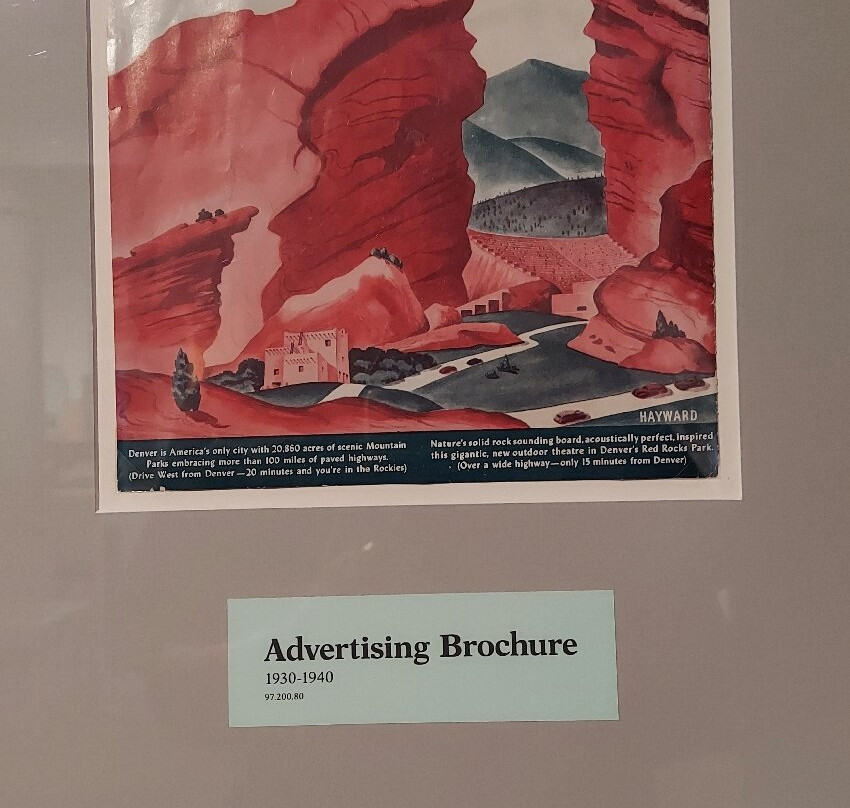 HAYWARD
Denver is America's only city with 20,860 acres of scenic Mountain
Parks embracing more than 100 miles of paved highways.
(Drive West from Denver—20 minutes and you're in the Rockies)
Nature's solid rock sounding board, acoustically perfect, inspired
this gigantic, new outdoor theatre in Denver's Red Rocks Park.
(Over a wide highway—only 15 minutes from Denver)
Advertising Brochure
1930-1940
97.200.80